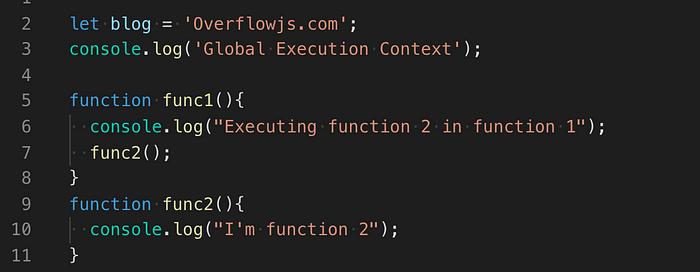 2 let blog = 'Overflowjs.com';
3 console.log('Global Execution Context');
4
5 function func1(){
6 console.log("Executing function 2 in function 1");
7 func2();
8 }
9 function func2(){
10 console.log("I'm function 2");
11 }